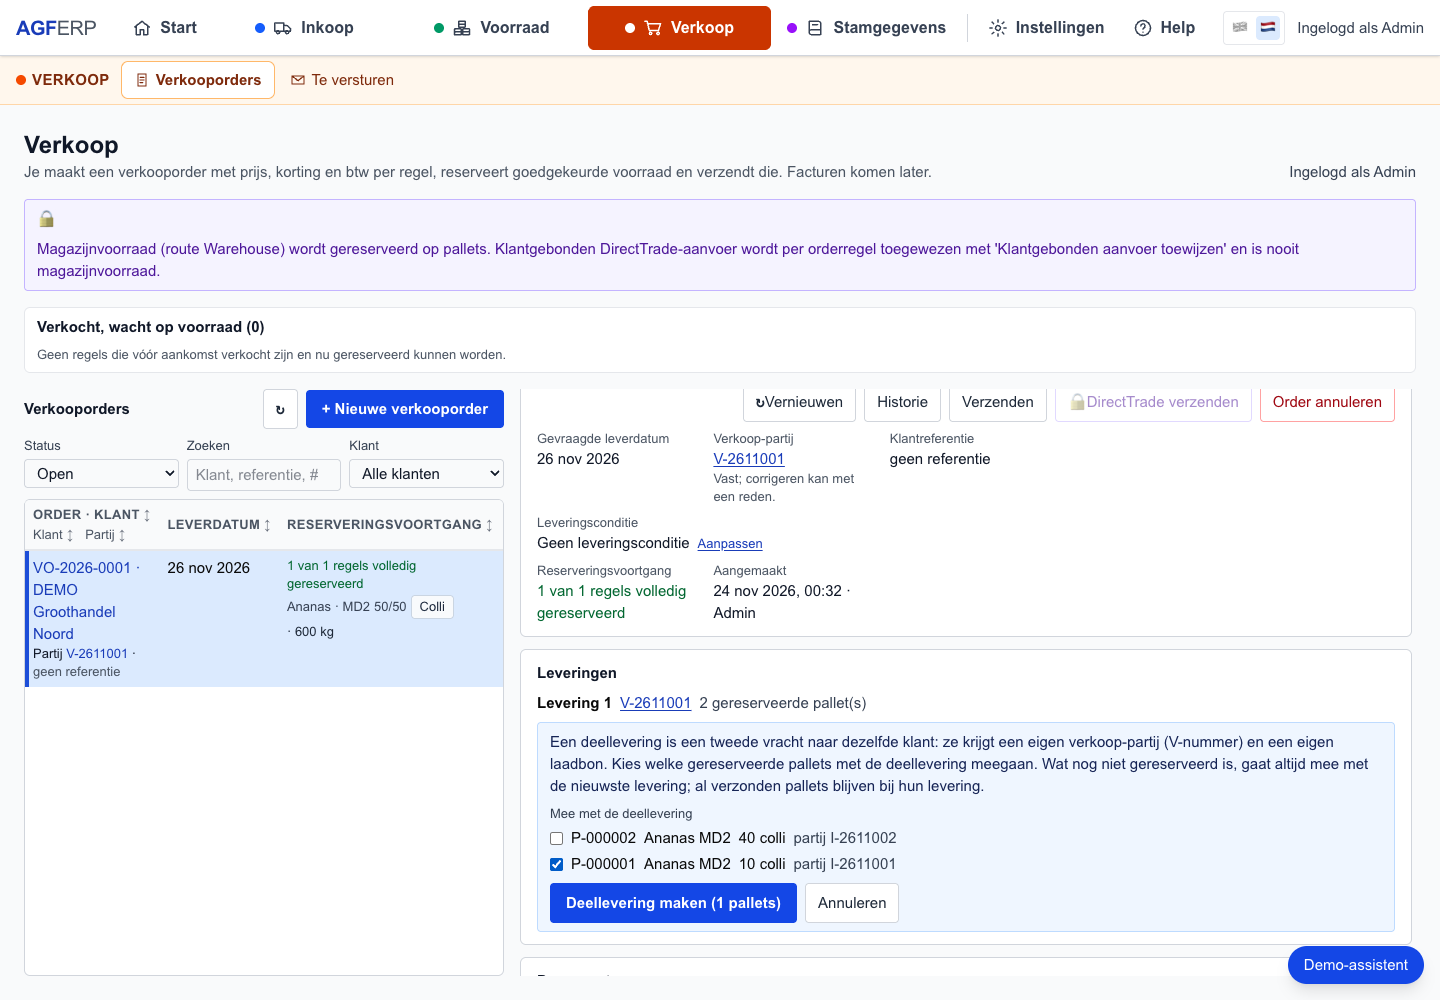 AGFERP
Start
Inkoop
Voorraad
Verkoop
Stamgegevens
Instellingen
Help
Ingelogd als Admin
VERKOOP
Verkooporders
Te versturen
Verkoop
Je maakt een verkooporder met prijs, korting en btw per regel, reserveert goedgekeurde voorraad en verzendt die. Facturen komen later.
Ingelogd als Admin
Magazijnvoorraad (route Warehouse) wordt gereserveerd op pallets. Klantgebonden DirectTrade-aanvoer wordt per orderregel toegewezen met 'Klantgebonden aanvoer toewijzen' en is nooit
magazijnvoorraad.
Verkocht, wacht op voorraad (0)
Geen regels die vóór aankomst verkocht zijn en nu gereserveerd kunnen worden.
Verkooporders
↻
+ Nieuwe verkooporder
Status
Zoeken
Klant
Open
Klant, referentie, #
Alle klanten
ORDER · KLANT ↕
Klant ↕ Partij ↕
LEVERDATUM ↕
RESERVERINGSVOORTGANG ↕
VO-2026-0001 ·
DEMO
Groothandel
Noord
Partij V-2611001 ·
geen referentie
26 nov 2026
1 van 1 regels volledig
gereserveerd
Ananas · MD2 50/50 Colli
· 600 kg
↻Vernieuwen
Historie
Verzenden
DirectTrade verzenden
Order annuleren
Gevraagde leverdatum
26 nov 2026
Verkoop-partij
V-2611001
Vast; corrigeren kan met
een reden.
Klantreferentie
geen referentie
Leveringsconditie
Geen leveringsconditie Aanpassen
Reserveringsvoortgang
1 van 1 regels volledig
gereserveerd
Aangemaakt
24 nov 2026, 00:32 ·
Admin
Leveringen
Levering 1 V-2611001 2 gereserveerde pallet(s)
Een deellevering is een tweede vracht naar dezelfde klant: ze krijgt een eigen verkoop-partij (V-nummer) en een eigen
laadbon. Kies welke gereserveerde pallets met de deellevering meegaan. Wat nog niet gereserveerd is, gaat altijd mee met
de nieuwste levering; al verzonden pallets blijven bij hun levering.
Mee met de deellevering
P-000002 Ananas MD2 40 colli partij I-2611002
P-000001 Ananas MD2 10 colli partij I-2611001
Deellevering maken (1 pallets)
Annuleren
Demo-assistent